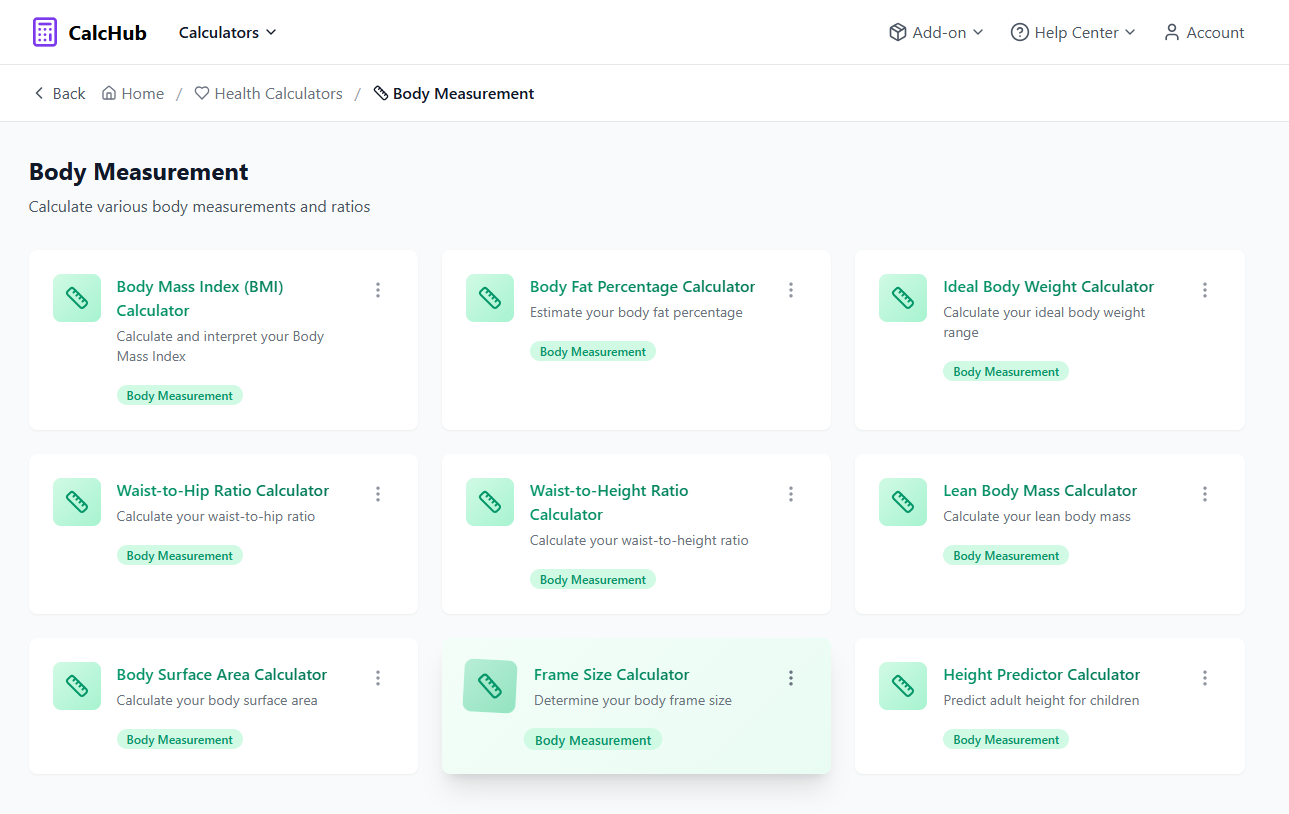 CalcHub Calculators Add-on Help Center Account
Back Home / Health Calculators / Body Measurement
Body Measurement
Calculate various body measurements and ratios
Body Mass Index (BMI)
Calculator
Calculate and interpret your Body
Mass Index
Body Measurement
Body Fat Percentage Calculator
Estimate your body fat percentage
Body Measurement
Ideal Body Weight Calculator
Calculate your ideal body weight
range
Body Measurement
Waist-to-Hip Ratio Calculator
Calculate your waist-to-hip ratio
Body Measurement
Waist-to-Height Ratio
Calculator
Calculate your waist-to-height ratio
Body Measurement
Lean Body Mass Calculator
Calculate your lean body mass
Body Measurement
Body Surface Area Calculator
Calculate your body surface area
Body Measurement
Frame Size Calculator
Determine your body frame size
Body Measurement
Height Predictor Calculator
Predict adult height for children
Body Measurement